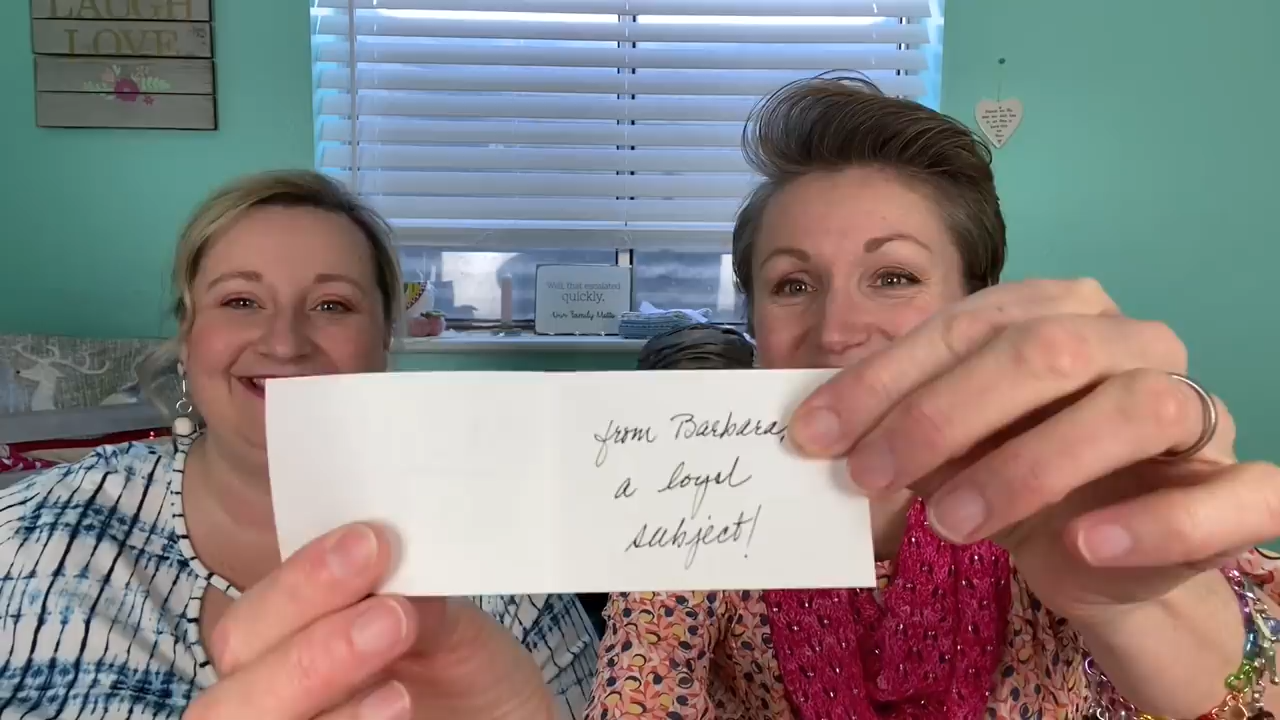 LAUGH
LOVE
Well, that escalated
quickly.
from Barbara,
a loyal
subject!